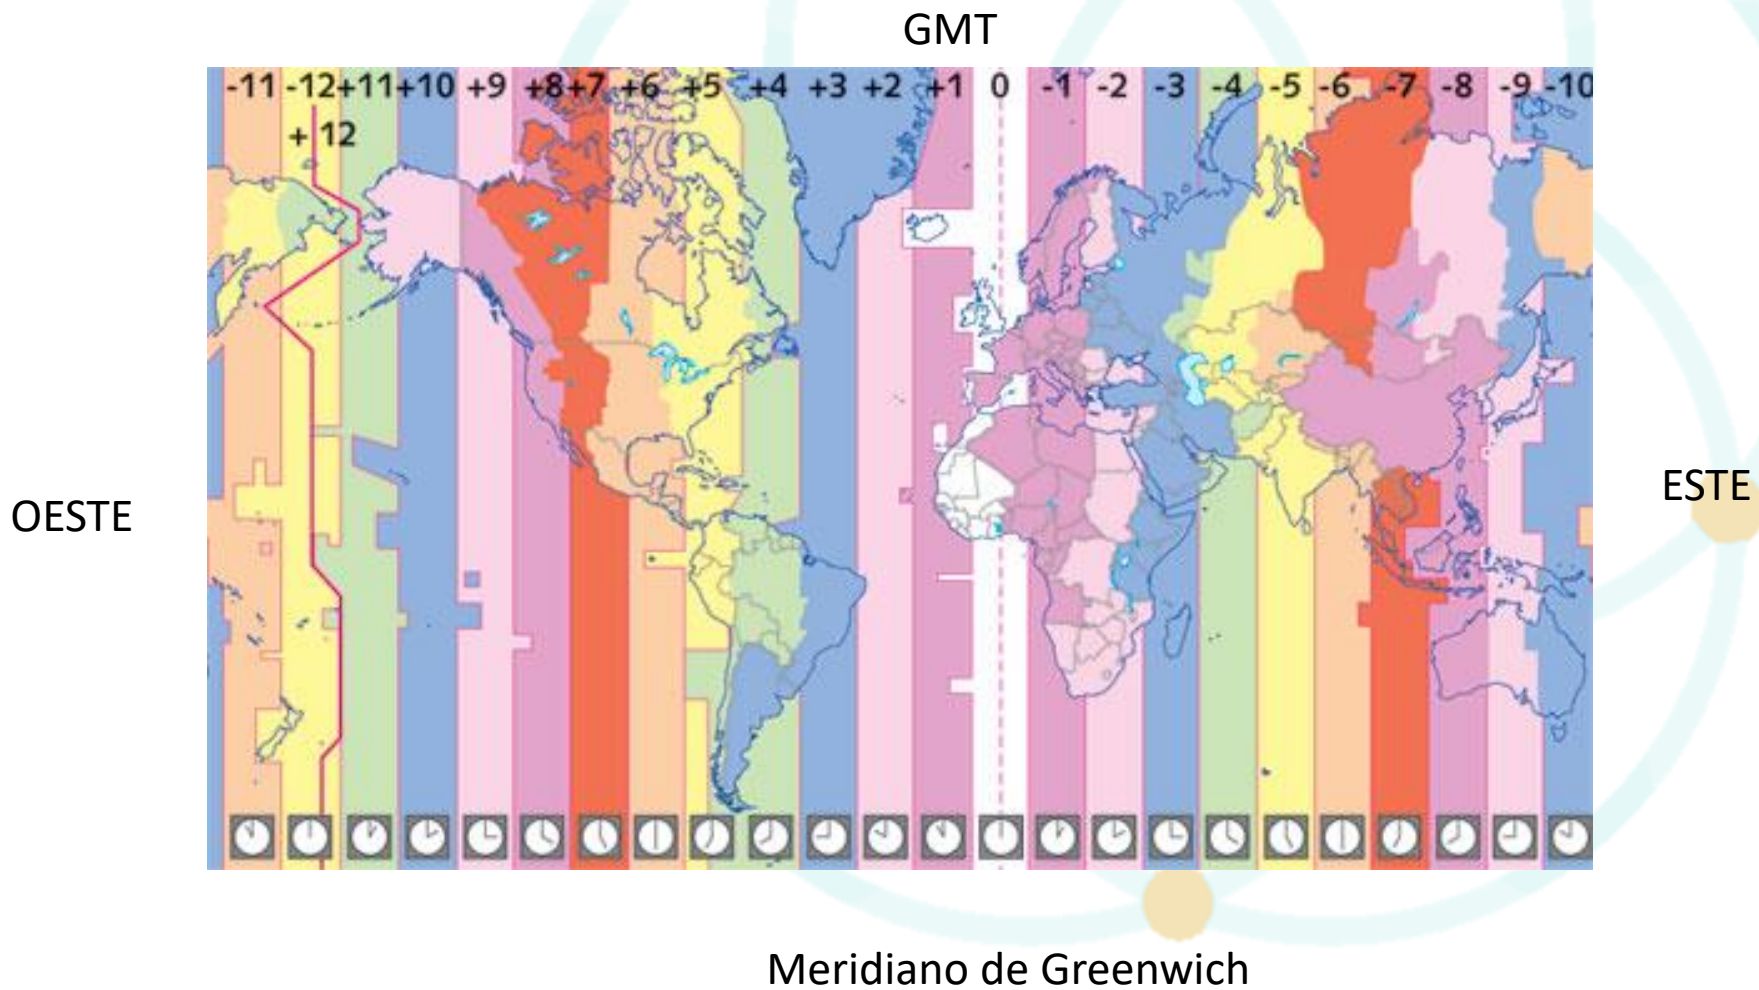 GMT
-11 -12 +11 +10 +9 +8 +7 +6 +5 +4 +3 +2 +1 0 -1 -2 -3 -4 -5 -6 -7 -8 -9 -10
+ 12
OESTE
ESTE
Meridiano de Greenwich